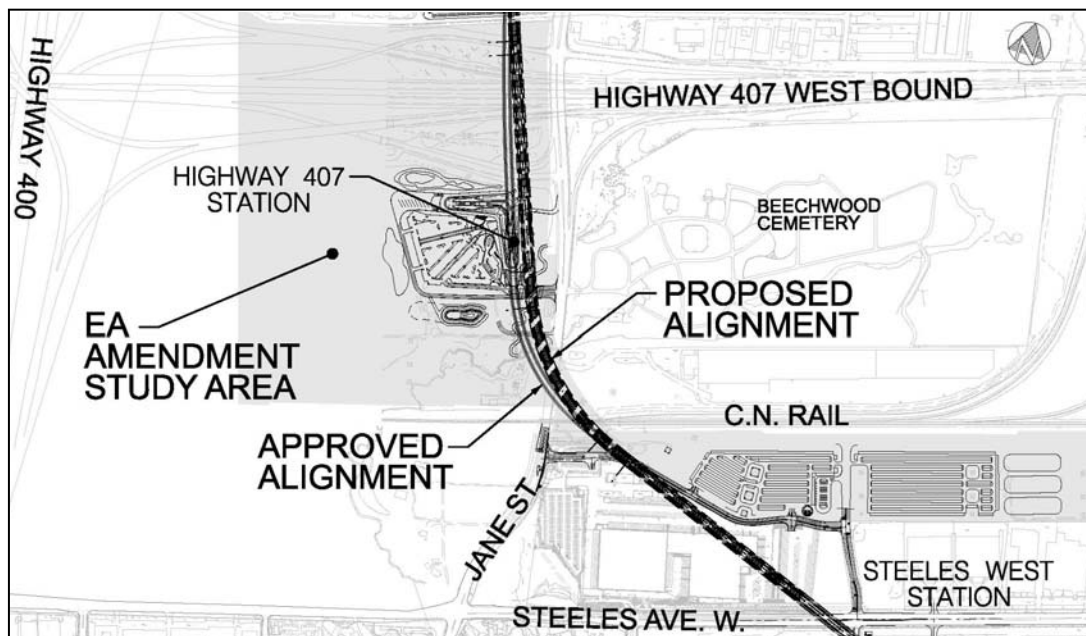 HIGHWAY 400
HIGHWAY 407 WEST BOUND
HIGHWAY 407
STATION
BEECHWOOD
CEMETERY
EA
AMENDMENT
STUDY AREA
PROPOSED
ALIGNMENT
APPROVED
ALIGNMENT
C.N. RAIL
JANE ST.
STEELES WEST
STATION
STEELES AVE. W.